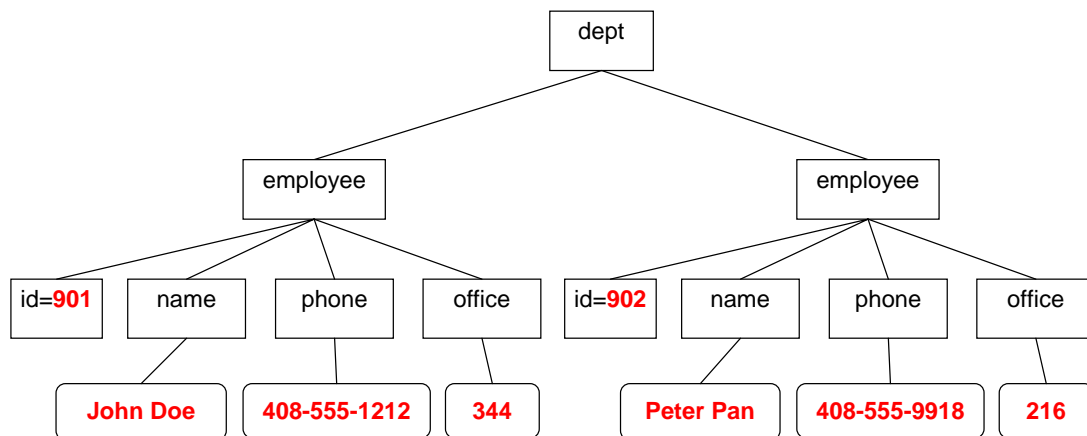 dept
employee employee
id=901 name phone office id=902 name phone office
John Doe 408-555-1212 344 Peter Pan 408-555-9918 216